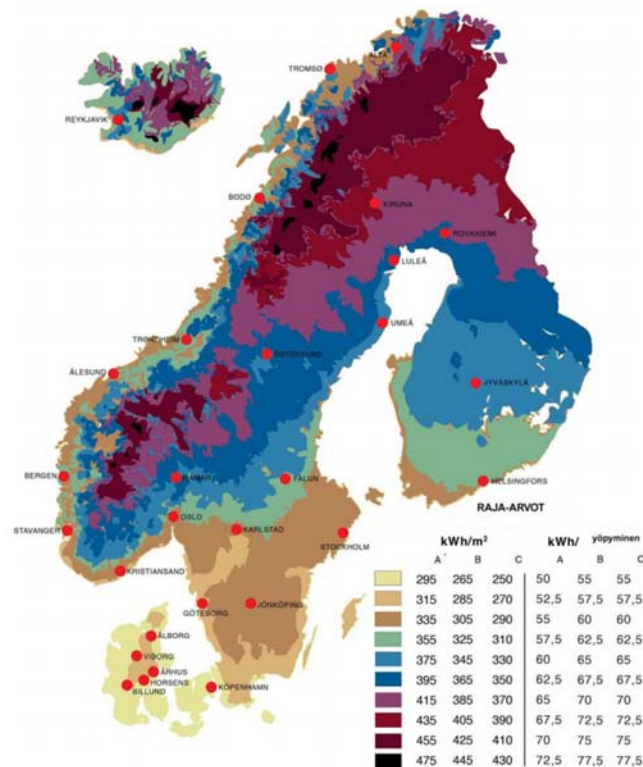 ALTA
TROMSØ
REYKJAVIK
BODØ
KIRUNA
ROVANIEMI
LULEÅ
UMEÅ
TRONDHEIM
ÖSTERSUND
ÅLESUND
JYVÄSKYLÄ
BERGEN
HAMAR
FALUN
HELSINGFORS
RAJA-ARVOT
OSLO
STAVANGER
KARLSTAD
STOCKHOLM
KRISTIANSAND
GÖTEBORG
JÖNKÖPING
ÅLBORG
VIBORG
ÅRHUS
HORSENS
BILLUND
KÖPENHAMN
kWh/m² kWh/ yöpyminen
A B C A B C
295 265 250 50 55 55
315 285 270 52,5 57,5 57,5
335 305 290 55 60 60
355 325 310 57,5 62,5 62,5
375 345 330 60 65 65
395 365 350 62,5 67,5 67,5
415 385 370 65 70 70
435 405 390 67,5 72,5 72,5
455 425 410 70 75 75
475 445 430 72,5 77,5 77,5